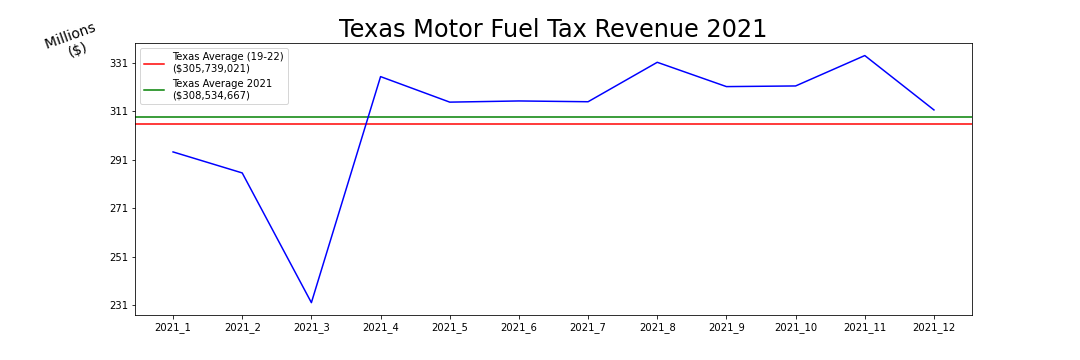 Texas Motor Fuel Tax Revenue 2021
Millions
($)
Texas Average (19-22)
($305,739,021)
Texas Average 2021
($308,534,667)
331
311
291
271
251
231
2021_1 2021_2 2021_3 2021_4 2021_5 2021_6 2021_7 2021_8 2021_9 2021_10 2021_11 2021_12